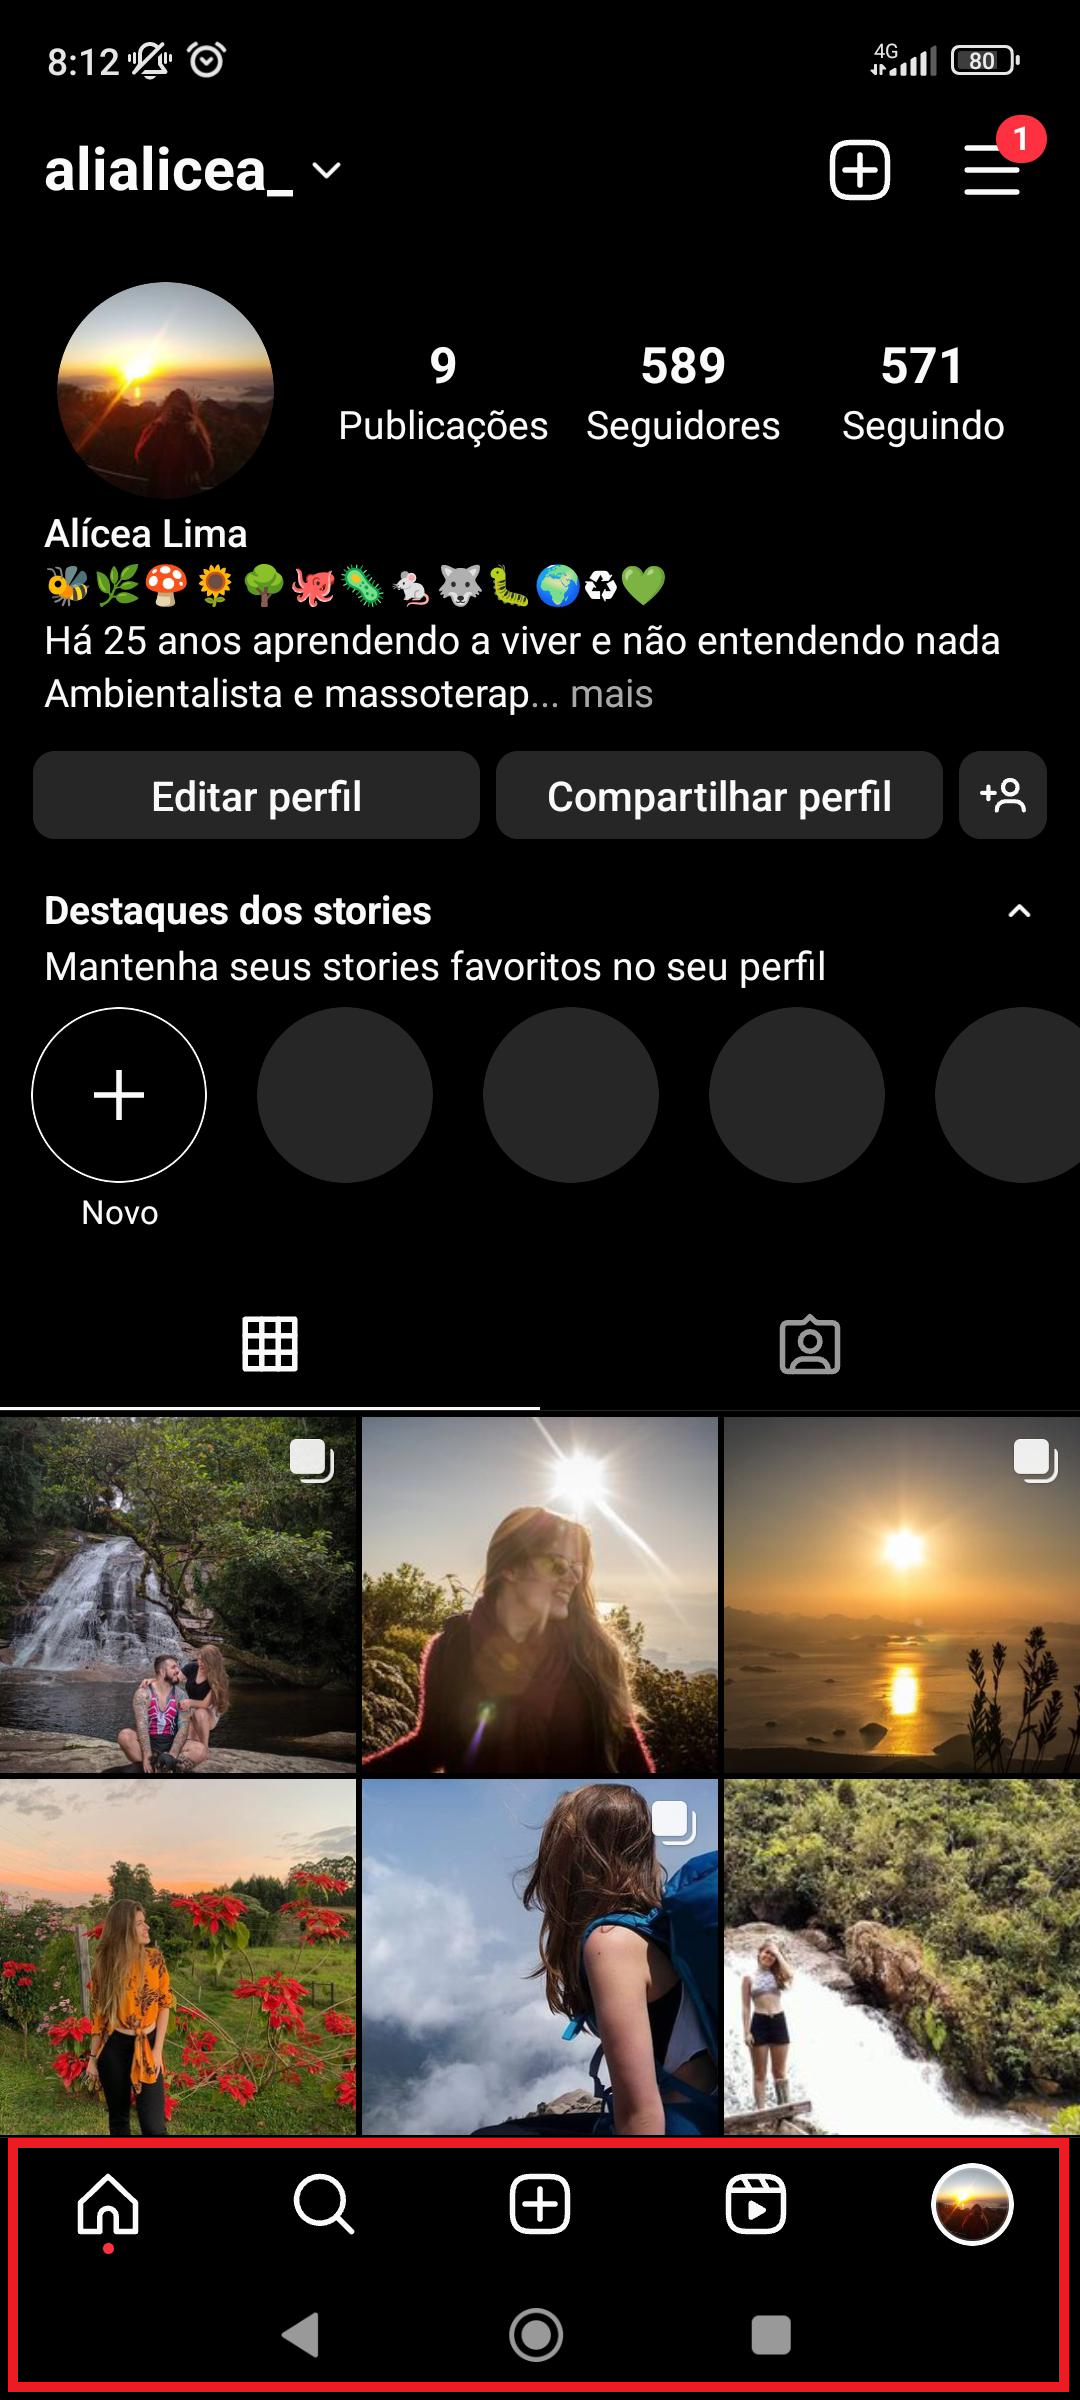 8:12
4G
80
alialicea_
1
9
589
571
Publicações
Seguidores
Seguindo
Alícea Lima
🐝🌿🍄🌻🌳🐙🦠🐁🐺🐛🌍♻💚
Há 25 anos aprendendo a viver e não entendendo nada
Ambientalista e massoterap... mais
Editar perfil
Compartilhar perfil
Destaques dos stories
Mantenha seus stories favoritos no seu perfil
Novo